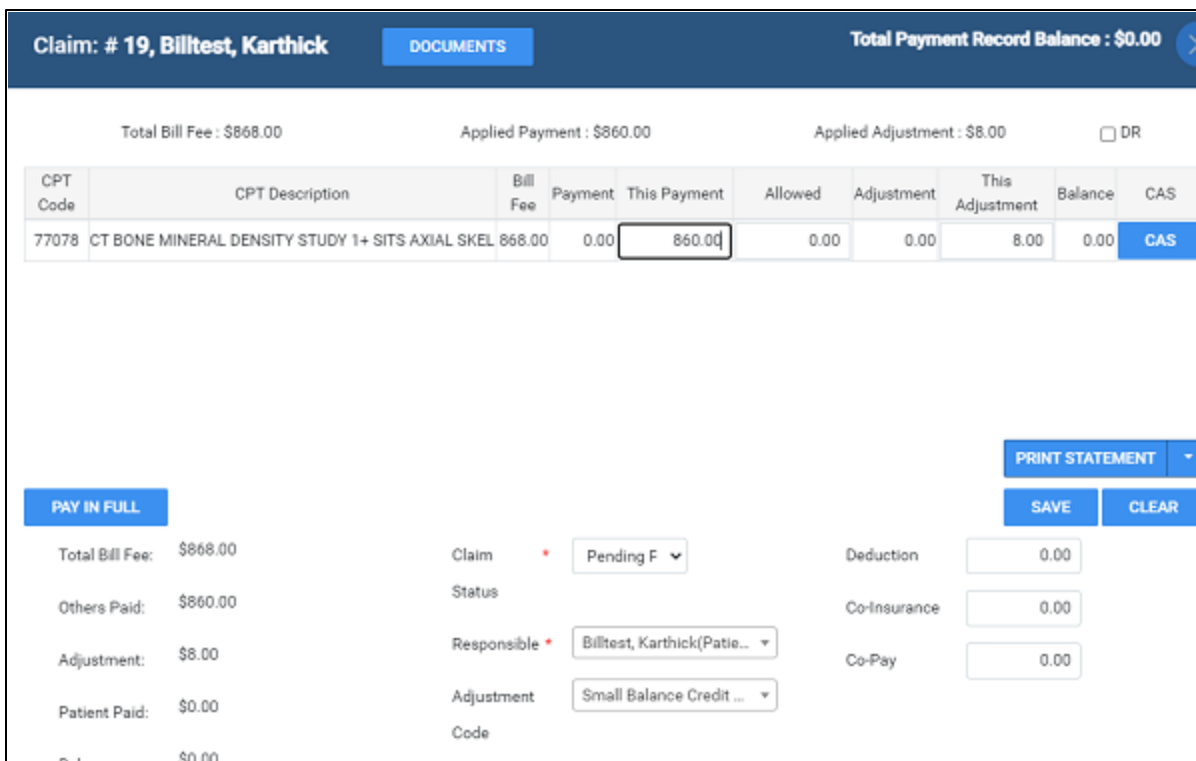 Claim: # 19, Billtest, Karthick DOCUMENTS Total Payment Record Balance : $0.00
Total Bill Fee : $868.00 Applied Payment : $860.00 Applied Adjustment : $8.00 DR
CPT Code CPT Description Bill Fee Payment This Payment Allowed Adjustment This Adjustment Balance CAS
77078 CT BONE MINERAL DENSITY STUDY 1+ SITS AXIAL SKEL 868.00 0.00 860.00 0.00 0.00 8.00 0.00 CAS
PRINT STATEMENT
PAY IN FULL SAVE CLEAR
Total Bill Fee: $868.00 Claim Status * Pending F Deduction 0.00
Others Paid: $860.00 Co-Insurance 0.00
Adjustment: $8.00 Responsible * Billtest, Karthick(Patie... Co-Pay 0.00
Patient Paid: $0.00 Adjustment Code Small Balance Credit ...
$0.00